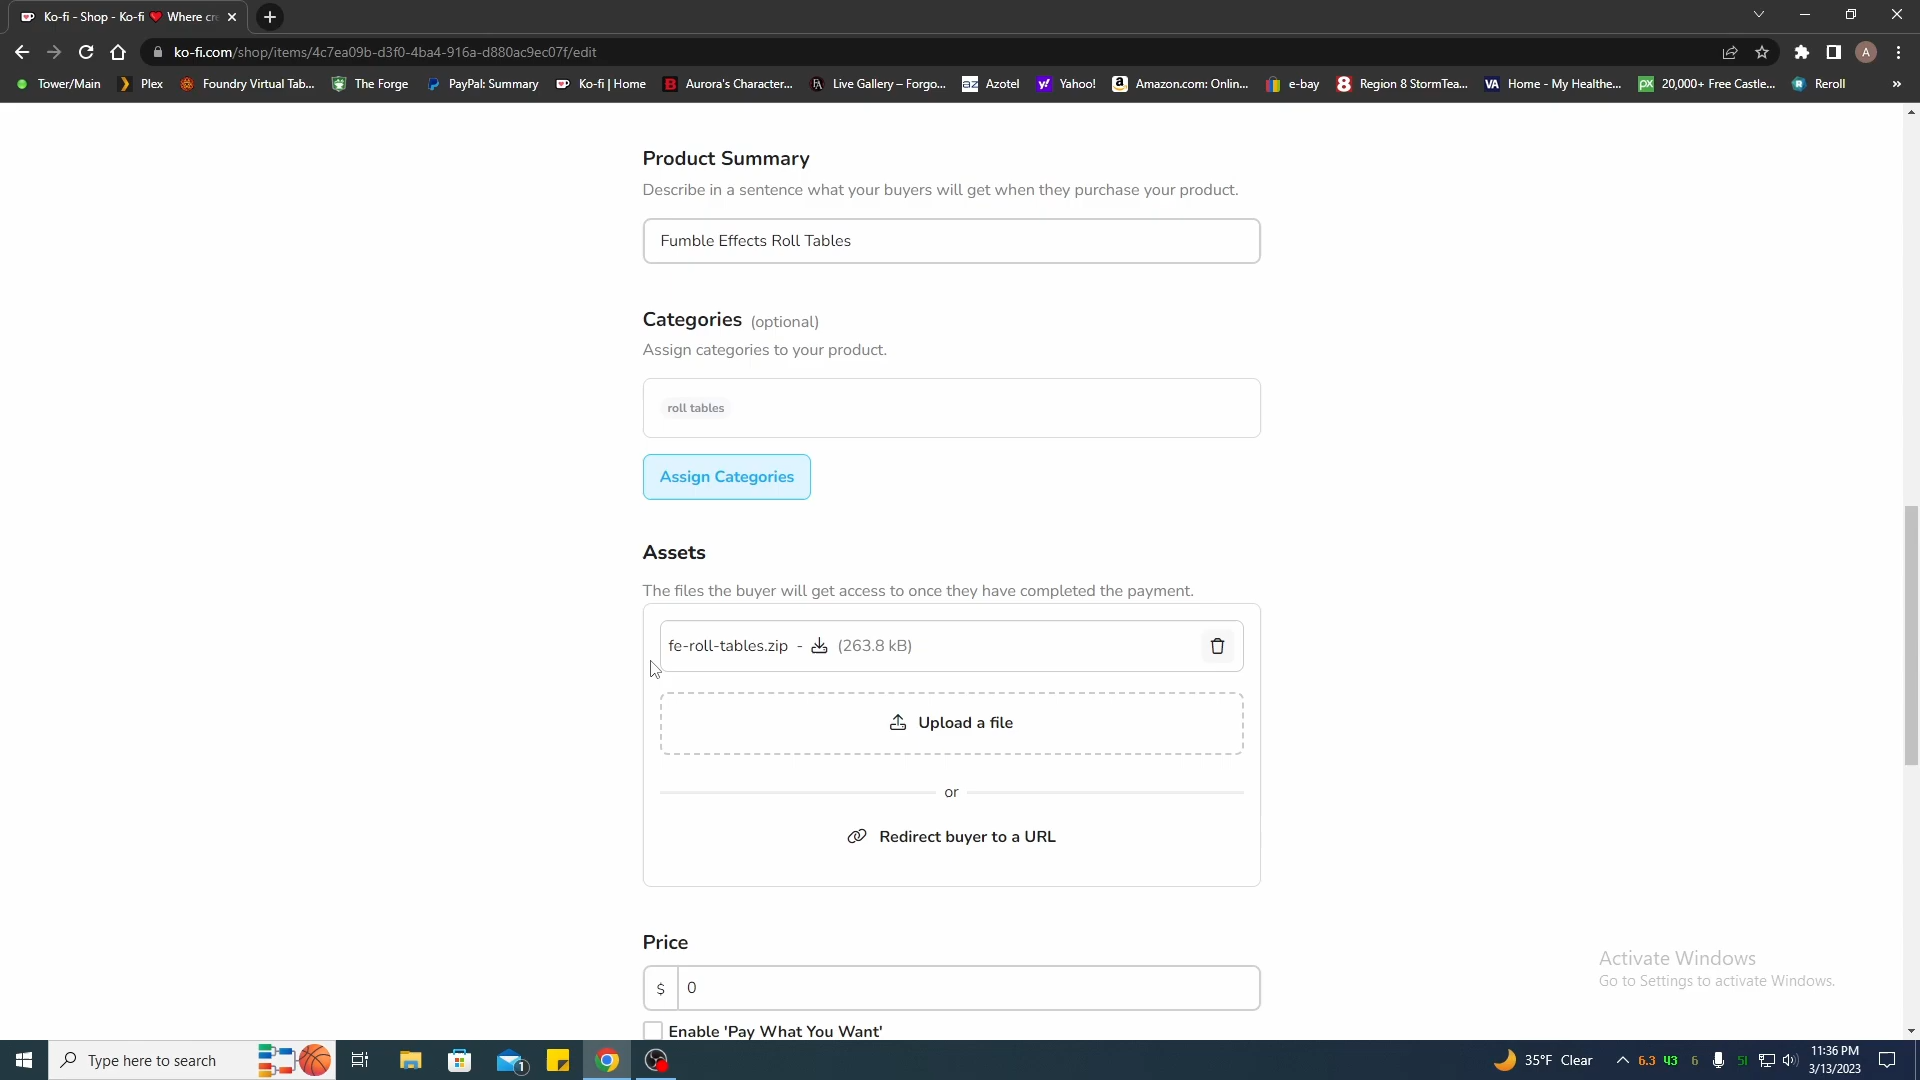 Ko-fi - Shop - Ko-fi ❤️ Where cre
ko-fi.com/shop/items/4c7ea09b-d3f0-4ba4-916a-d880ac9ec07f/edit
A
Tower/Main Plex Foundry Virtual Tab... The Forge PayPal: Summary Ko-fi | Home Aurora's Character... Live Gallery – Forgo... Azotel Yahoo! Amazon.com: Onlin... e-bay Region 8 StormTea... Home - My Healthe... 20,000+ Free Castle... Reroll »
Product Summary
Describe in a sentence what your buyers will get when they purchase your product.
Fumble Effects Roll Tables
Categories (optional)
Assign categories to your product.
roll tables
Assign Categories
Assets
The files the buyer will get access to once they have completed the payment.
fe-roll-tables.zip - (263.8 kB)
Upload a file
or
Redirect buyer to a URL
Price
$ 0
Enable 'Pay What You Want'
Activate Windows
Go to Settings to activate Windows.
Type here to search
1
35°F Clear
6.3 43 6 51
11:36 PM
3/13/2023